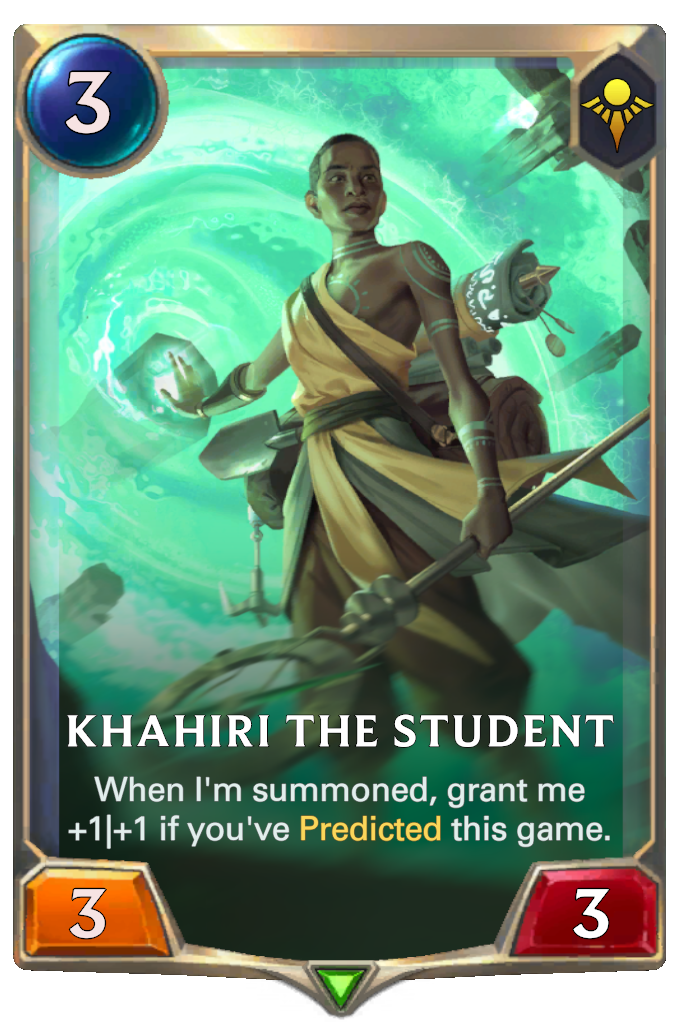 3
KHAHIRI THE STUDENT
When I'm summoned, grant me
+1|+1 if you've Predicted this game.
3
3